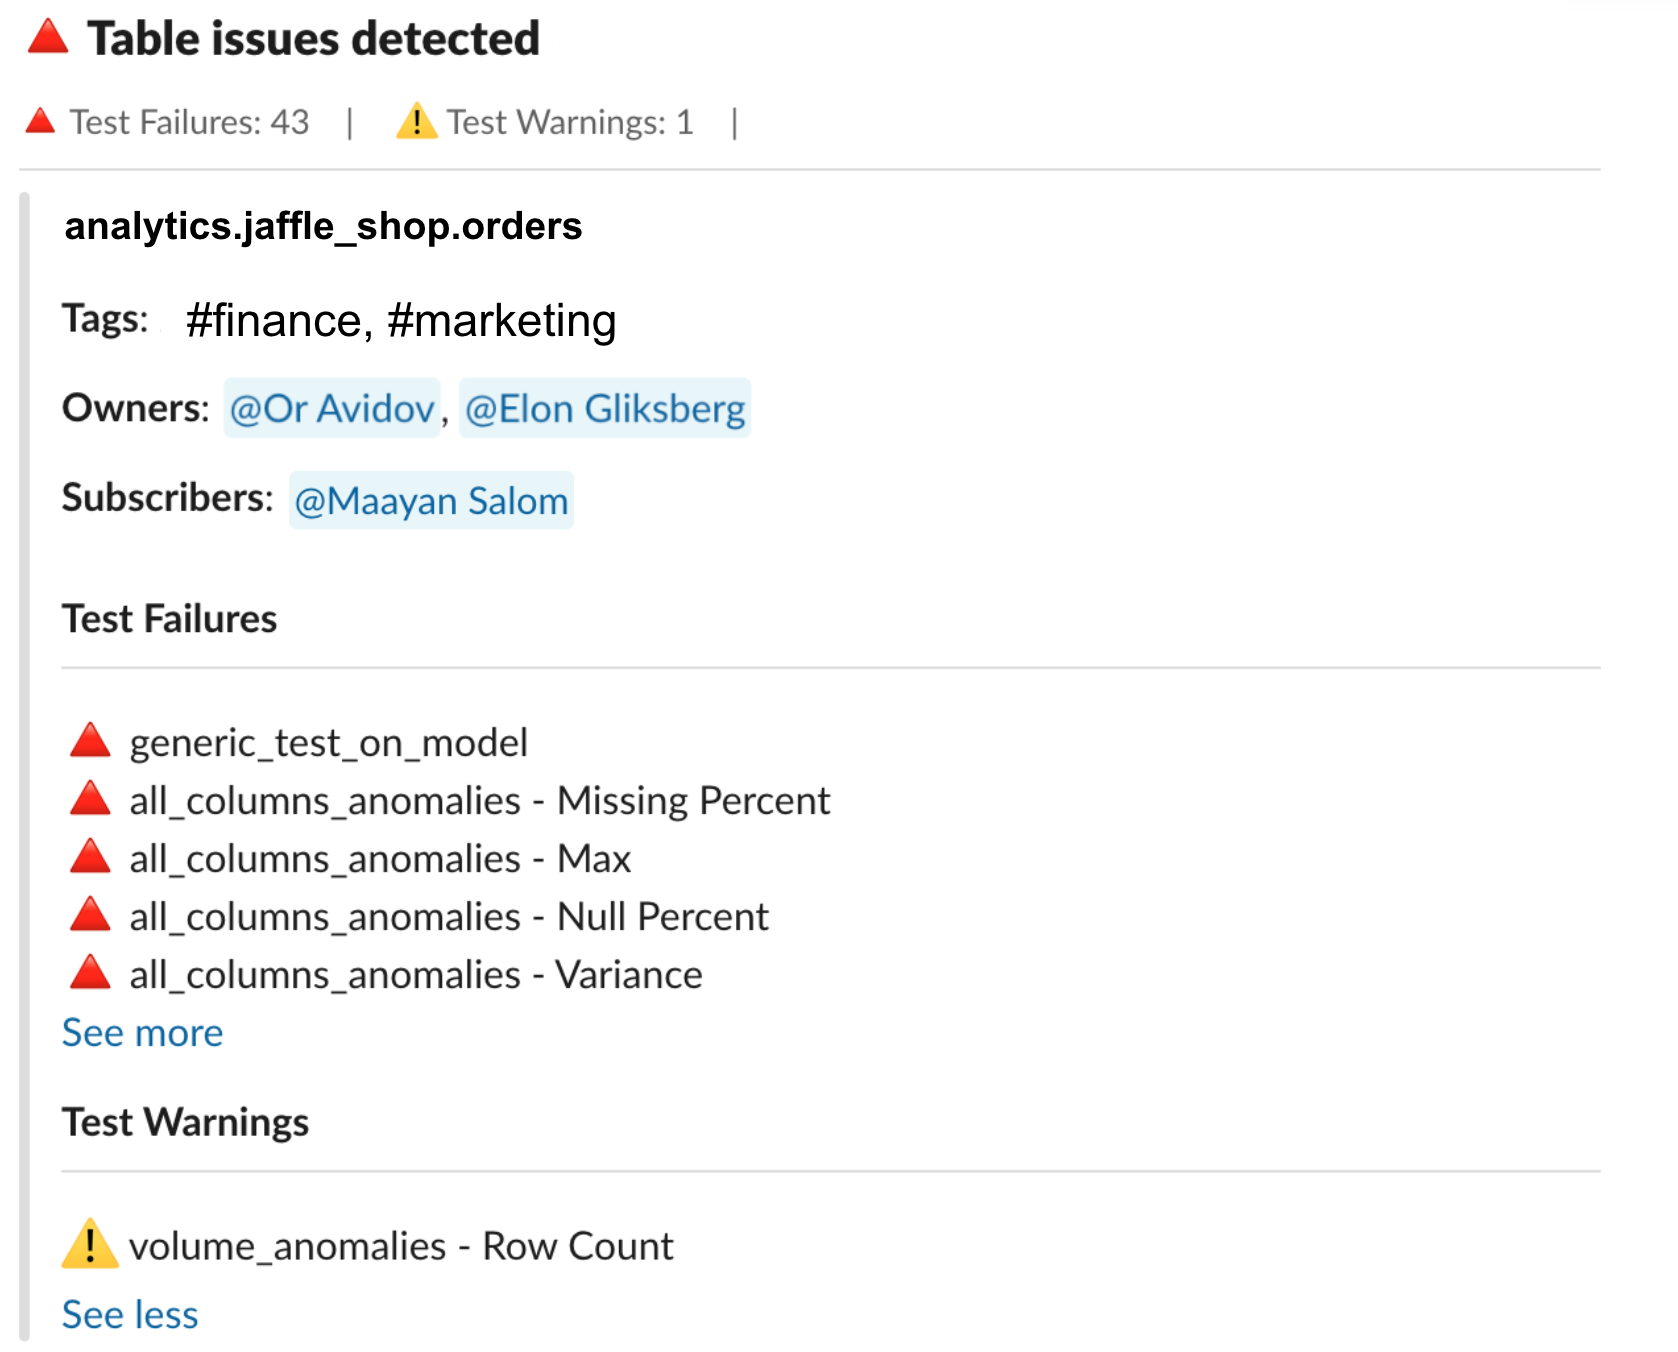 Table issues detected
Test Failures: 43 | Test Warnings: 1 |
analytics.jaffle_shop.orders
Tags: #finance, #marketing
Owners: @Or Avidov, @Elon Gliksberg
Subscribers: @Maayan Salom
Test Failures
generic_test_on_model
all_columns_anomalies - Missing Percent
all_columns_anomalies - Max
all_columns_anomalies - Null Percent
all_columns_anomalies - Variance
See more
Test Warnings
volume_anomalies - Row Count
See less